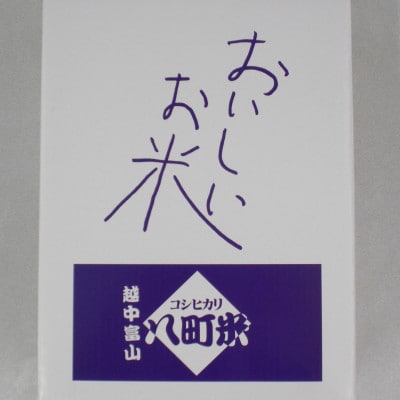 おいしい
お米
越中富山
コシヒカリ
八町米